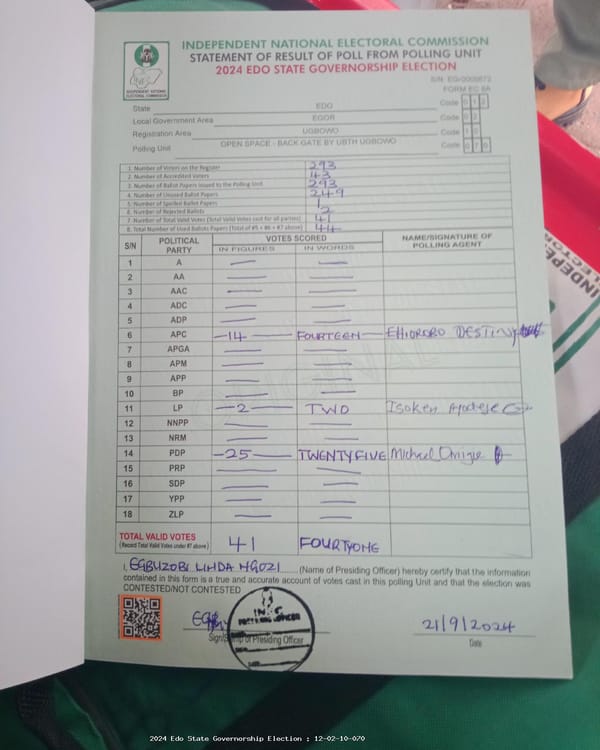 INDEPENDENT NATIONAL ELECTORAL COMMISSION
STATEMENT OF RESULT OF POLL FROM POLLING UNIT
2024 EDO STATE GOVERNORSHIP ELECTION
INDEPENDENT NATIONAL ELECTORAL COMMISSION
FORM EC 8A
State EDO Code 0 1 2
Local Government Area EGOR Code 0 2
Registration Area UGBOWO Code 1 0
Polling Unit OPEN SPACE - BACK GATE BY UBTH UGBOWO Code 0 7 0
1. Number of Voters on the Register 293
2. Number of Accredited Voters 43
3. Number of Ballot Papers Issued to the Polling Unit 293
4. Number of Unused Ballot Papers 249
5. Number of Spoiled Ballot Papers 1
6. Number of Rejected Ballots 2
7. Number of Total Valid Votes (Total Valid Votes cast for all parties) 41
8. Total Number of Used Ballots Papers (Total of #5 + #6 + #7 above) 44
S/N POLITICAL PARTY VOTES SCORED NAME/SIGNATURE OF POLLING AGENT
IN FIGURES IN WORDS
1 A — —
2 AA — —
3 AAC — —
4 ADC — —
5 ADP — —
6 APC —14— FOURTEEN— EHIORORO DESTINY
7 APGA — —
8 APM — —
9 APP — —
10 BP — —
11 LP —2— TWO Isoken
12 NNPP — —
13 NRM — —
14 PDP —25— TWENTYFIVE Michael
15 PRP — —
16 SDP — —
17 YPP — —
18 ZLP — —
TOTAL VALID VOTES 41 FOURTYONE
(Record Total Valid Votes under #7 above)
I, EGBUZOBI LINDA NGOZI (Name of Presiding Officer) hereby certify that the information
contained in this form is a true and accurate account of votes cast in this polling Unit and that the election was
CONTESTED/NOT CONTESTED
INEC
PRESIDING OFFICER
21/9/2024
of Presiding Officer Date
2024 Edo State Governorship Election : 12-02-10-070